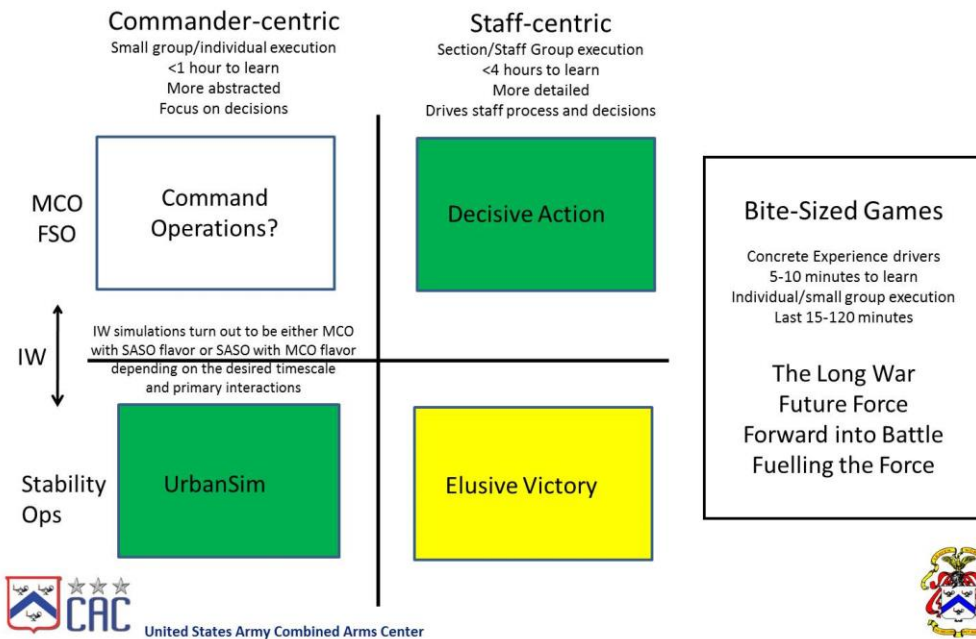 Commander-centric
Small group/individual execution
<1 hour to learn
More abstracted
Focus on decisions
Staff-centric
Section/Staff Group execution
<4 hours to learn
More detailed
Drives staff process and decisions
MCO
FSO
Command
Operations?
Decisive Action
IW
IW simulations turn out to be either MCO
with SASO flavor or SASO with MCO flavor
depending on the desired timescale
and primary interactions
Stability
Ops
UrbanSim
Elusive Victory
Bite-Sized Games
Concrete Experience drivers
5-10 minutes to learn
Individual/small group execution
Last 15-120 minutes
The Long War
Future Force
Forward into Battle
Fuelling the Force
CAC
United States Army Combined Arms Center